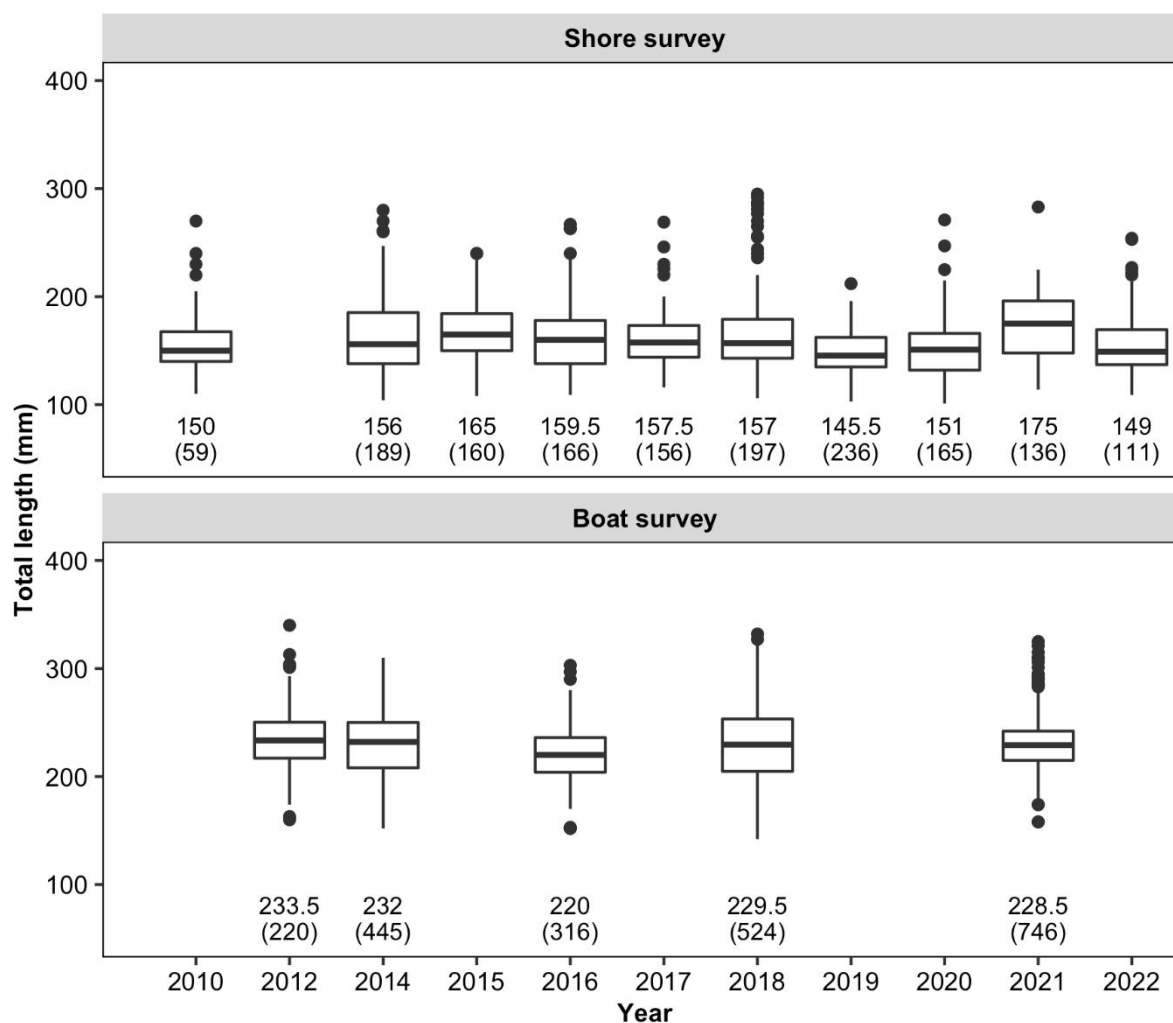 Shore survey
400
300
200
100
150 156 165 159.5 157.5 157 145.5 151 175 149
(59) (189) (160) (166) (156) (197) (236) (165) (136) (111)
Total length (mm)
Boat survey
400
300
200
100
233.5 232 220 229.5 228.5
(220) (445) (316) (524) (746)
2010 2012 2014 2015 2016 2017 2018 2019 2020 2021 2022
Year